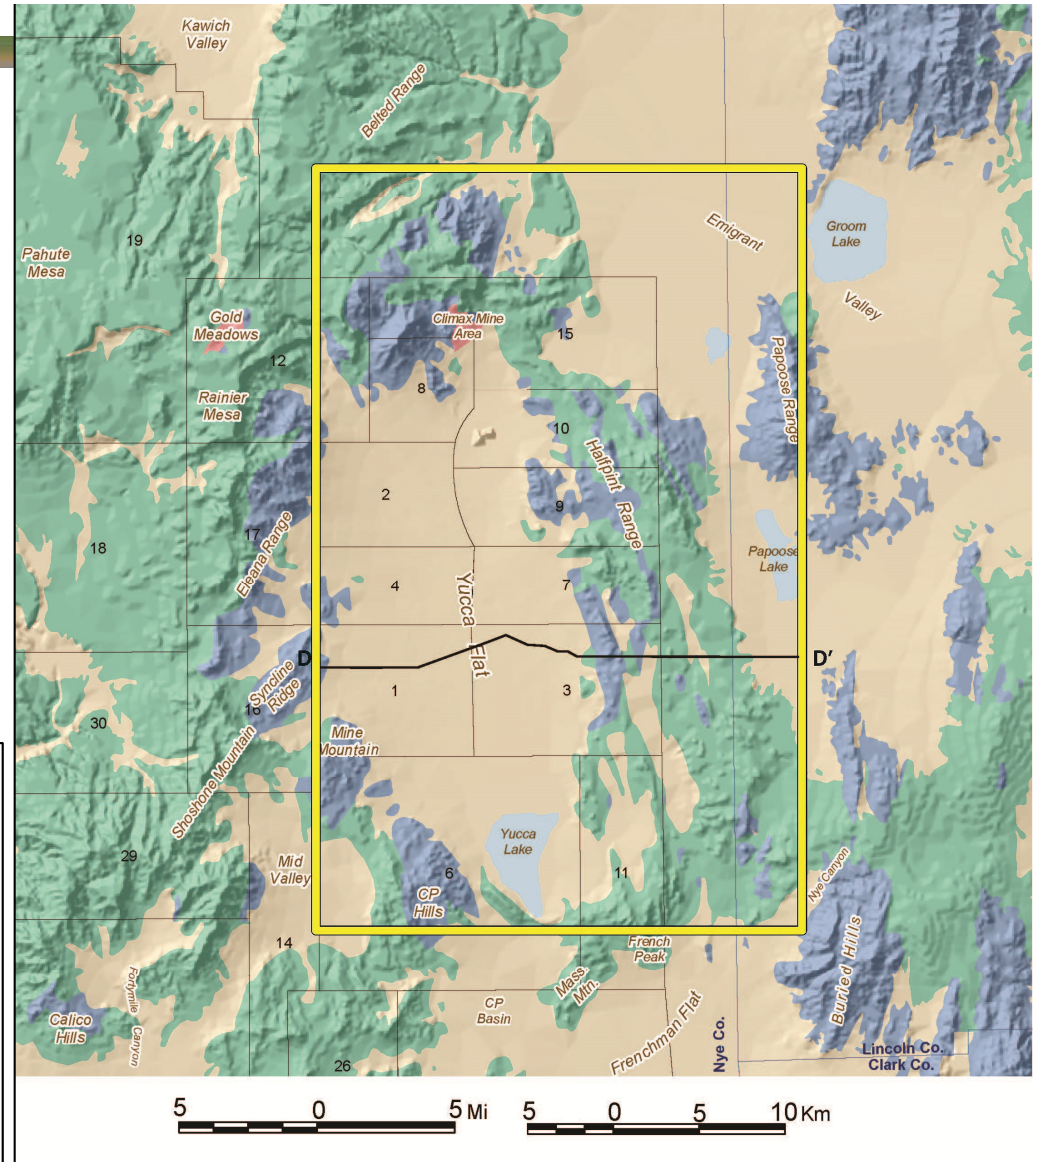 Kawich
Valley
Belted Range
19
Pahute
Mesa
Emigrant
Groom
Lake
Valley
Gold
Meadows
Climax Mine
Area
15
12
8
Rainier
Mesa
Papoose Range
10
Halfpint Range
2
9
17
18
Eleana Range
Papoose
Lake
4
7
Yucca Flat
D
D'
Syncline
Ridge
16
1
3
30
Mine
Mountain
Shoshone Mountain
Yucca
Lake
29
Mid
Valley
6
11
CP
Hills
Nye Canyon
14
French
Peak
Buried Hills
Mass.
Mtn.
Fortymile Canyon
CP
Basin
Calico
Hills
Frenchman Flat
Nye Co.
Lincoln Co.
Clark Co.
26
5 0 5 Mi
5 0 5 10 Km